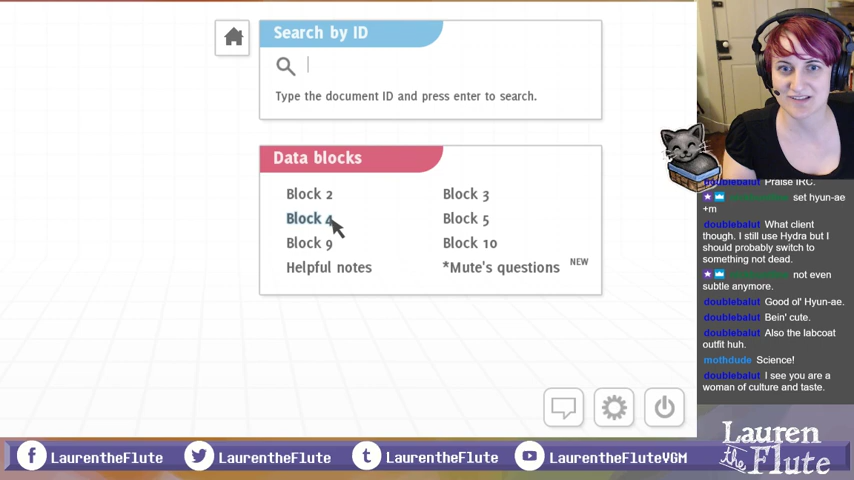 Search by ID
Type the document ID and press enter to search.
Data blocks
Block 2
Block 3
Block 4
Block 5
Block 9
Block 10
Helpful notes
*Mute's questions
NEW
doublebalut Praise IRC.
set hyun-ae
+m
doublebalut What client
though. I still use Hydra but I
should probably switch to
something not dead.
not even
subtle anymore.
doublebalut Good ol' Hyun-ae.
doublebalut Bein' cute.
doublebalut Also the labcoat
outfit huh.
mothdude Science!
doublebalut I see you are a
woman of culture and taste.
Lauren
the Flute
LaurentheFlute
LaurentheFlute
LaurentheFlute
LaurentheFluteVGM